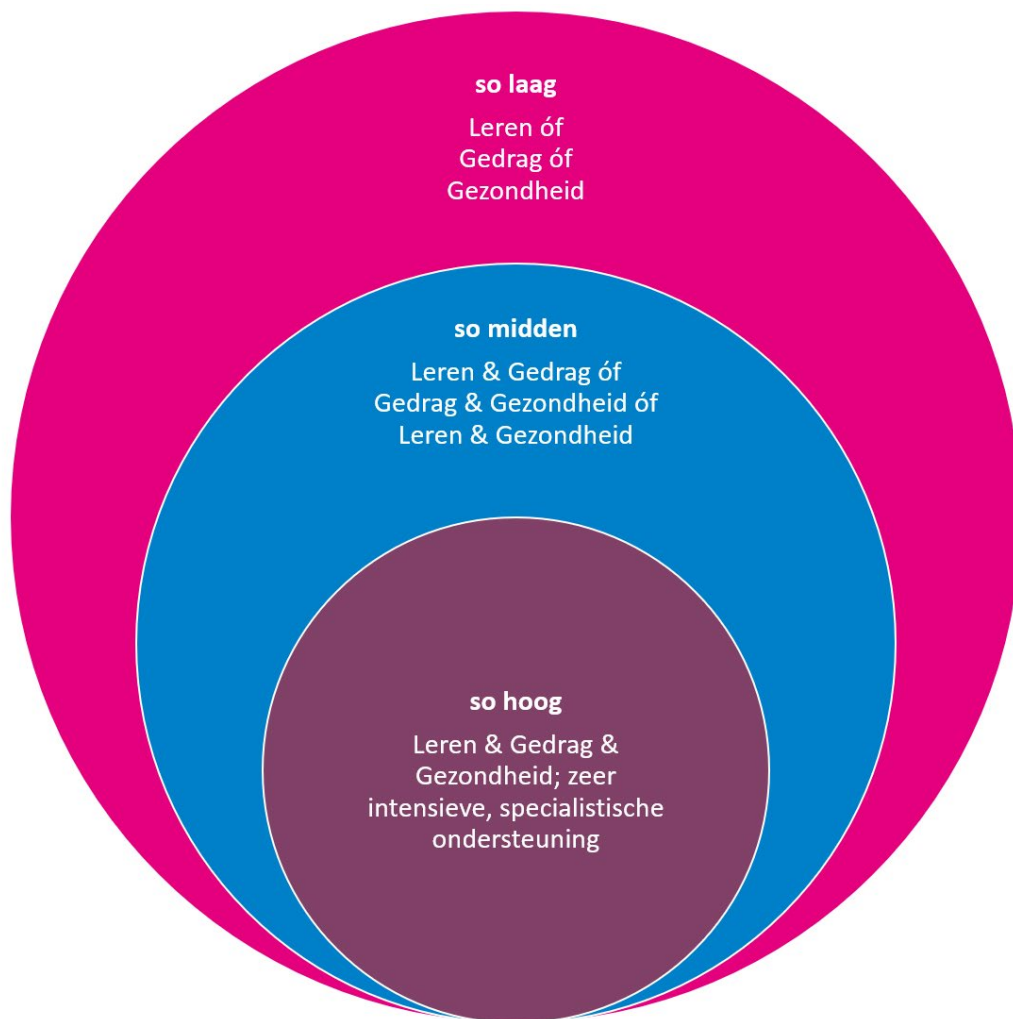 so laag
Leren óf
Gedrag óf
Gezondheid
so midden
Leren & Gedrag óf
Gedrag & Gezondheid óf
Leren & Gezondheid
so hoog
Leren & Gedrag &
Gezondheid; zeer
intensieve, specialistische
ondersteuning